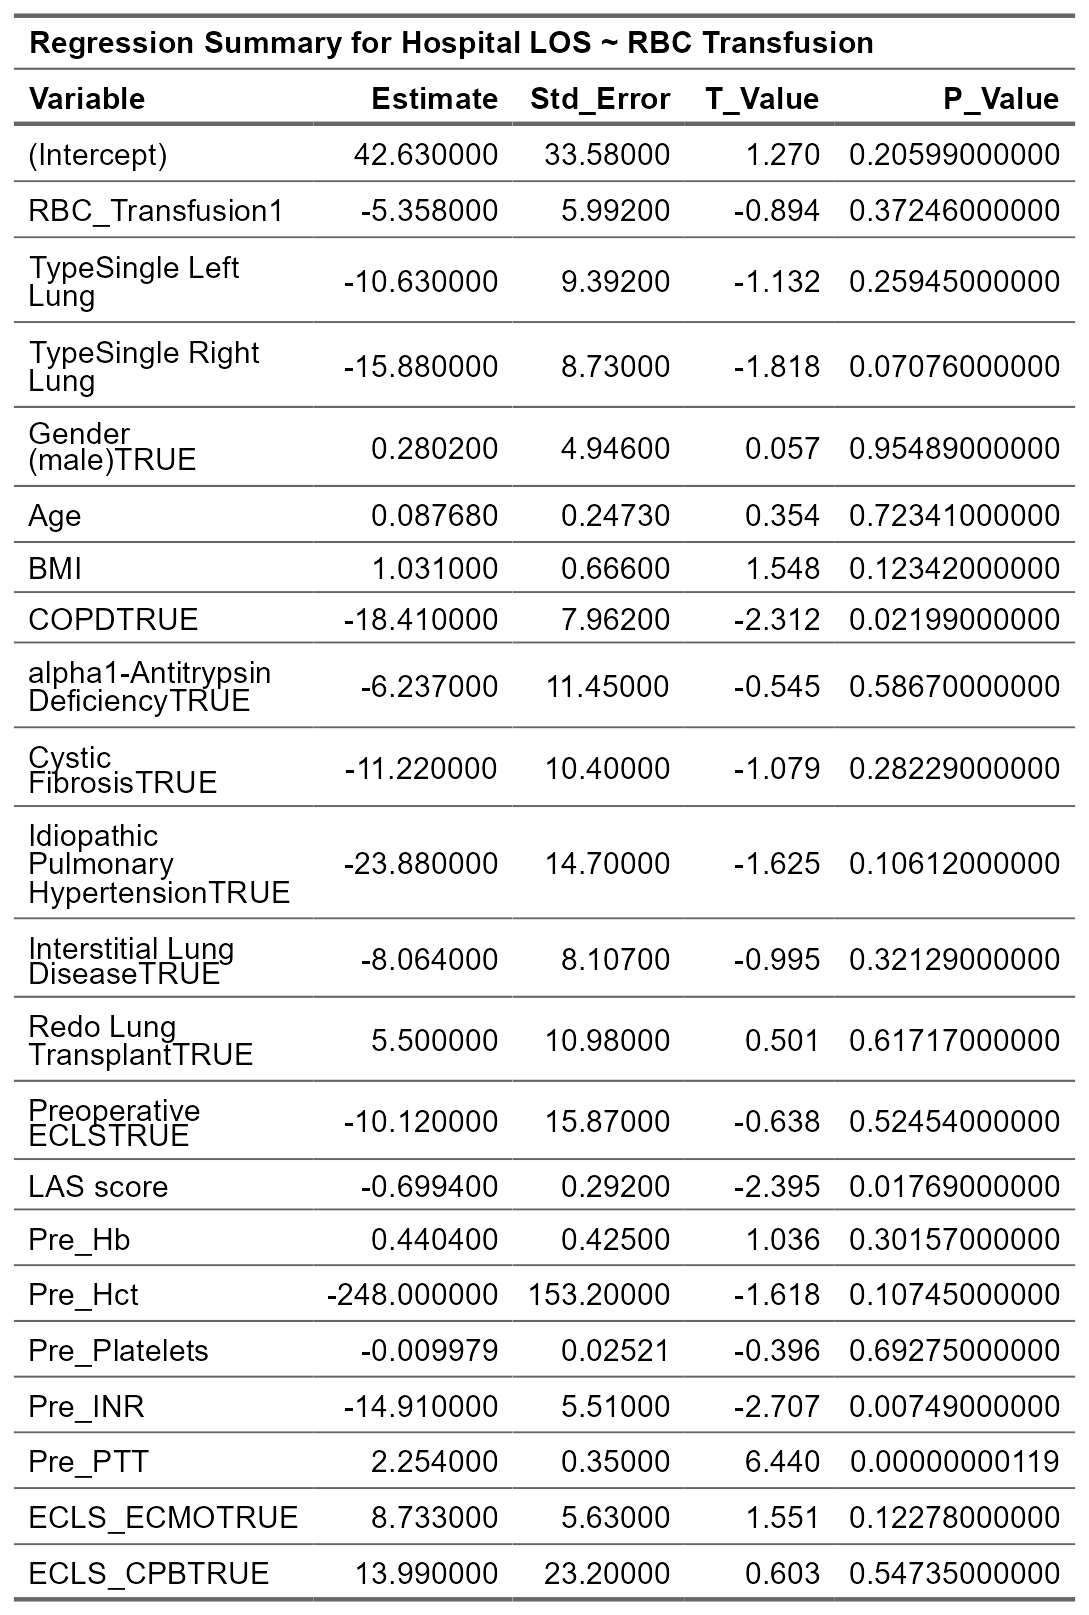 Regression Summary for Hospital LOS ~ RBC Transfusion
Variable Estimate Std_Error T_Value P_Value
(Intercept) 42.630000 33.58000 1.270 0.20599000000
RBC_Transfusion1 -5.358000 5.99200 -0.894 0.37246000000
TypeSingle Left
Lung -10.630000 9.39200 -1.132 0.25945000000
TypeSingle Right
Lung -15.880000 8.73000 -1.818 0.07076000000
Gender
(male)TRUE 0.280200 4.94600 0.057 0.95489000000
Age 0.087680 0.24730 0.354 0.72341000000
BMI 1.031000 0.66600 1.548 0.12342000000
COPDTRUE -18.410000 7.96200 -2.312 0.02199000000
alpha1-Antitrypsin
DeficiencyTRUE -6.237000 11.45000 -0.545 0.58670000000
Cystic
FibrosisTRUE -11.220000 10.40000 -1.079 0.28229000000
Idiopathic
Pulmonary -23.880000 14.70000 -1.625 0.10612000000
HypertensionTRUE
Interstitial Lung
DiseaseTRUE -8.064000 8.10700 -0.995 0.32129000000
Redo Lung
TransplantTRUE 5.500000 10.98000 0.501 0.61717000000
Preoperative
ECLSTRUE -10.120000 15.87000 -0.638 0.52454000000
LAS score -0.699400 0.29200 -2.395 0.01769000000
Pre_Hb 0.440400 0.42500 1.036 0.30157000000
Pre_Hct -248.000000 153.20000 -1.618 0.10745000000
Pre_Platelets -0.009979 0.02521 -0.396 0.69275000000
Pre_INR -14.910000 5.51000 -2.707 0.00749000000
Pre_PTT 2.254000 0.35000 6.440 0.00000000119
ECLS_ECMOTRUE 8.733000 5.63000 1.551 0.12278000000
ECLS_CPBTRUE 13.990000 23.20000 0.603 0.54735000000